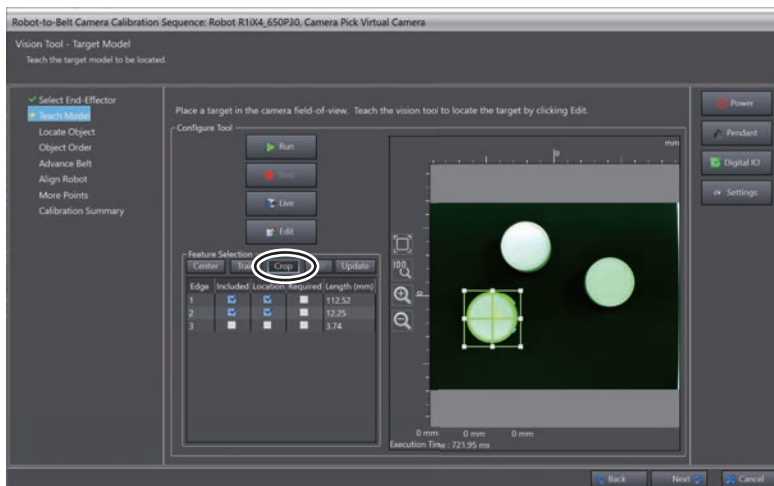 Robot-to-Belt Camera Calibration Sequence: Robot R1iX4_650P30, Camera Pick Virtual Camera
Vision Tool - Target Model
Teach the target model to be located.
Select End-Effector
Teach Model
Locate Object
Object Order
Advance Belt
Align Robot
More Points
Calibration Summary
Place a target in the camera field-of-view. Teach the vision tool to locate the target by clicking Edit.
Configure Tool
Run
Stop
Live
Edit
Feature Selection
Center Crop Update
Edge Included Location Required Length (mm)
1 112.52
2 12.25
3 3.74
mm
0
100
0
0 mm 0 mm 0 mm
Execution Time : 721.95 ms
Power
Pendant
Digital IO
Settings
Back Next Cancel